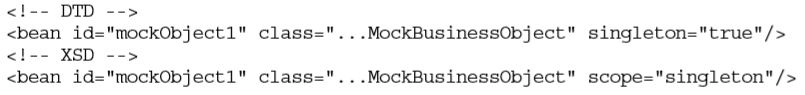 <!-- DTD -->
<bean id="mockObject1" class="...MockBusinessObject" singleton="true"/>
<!-- XSD -->
<bean id="mockObject1" class="...MockBusinessObject" scope="singleton"/>